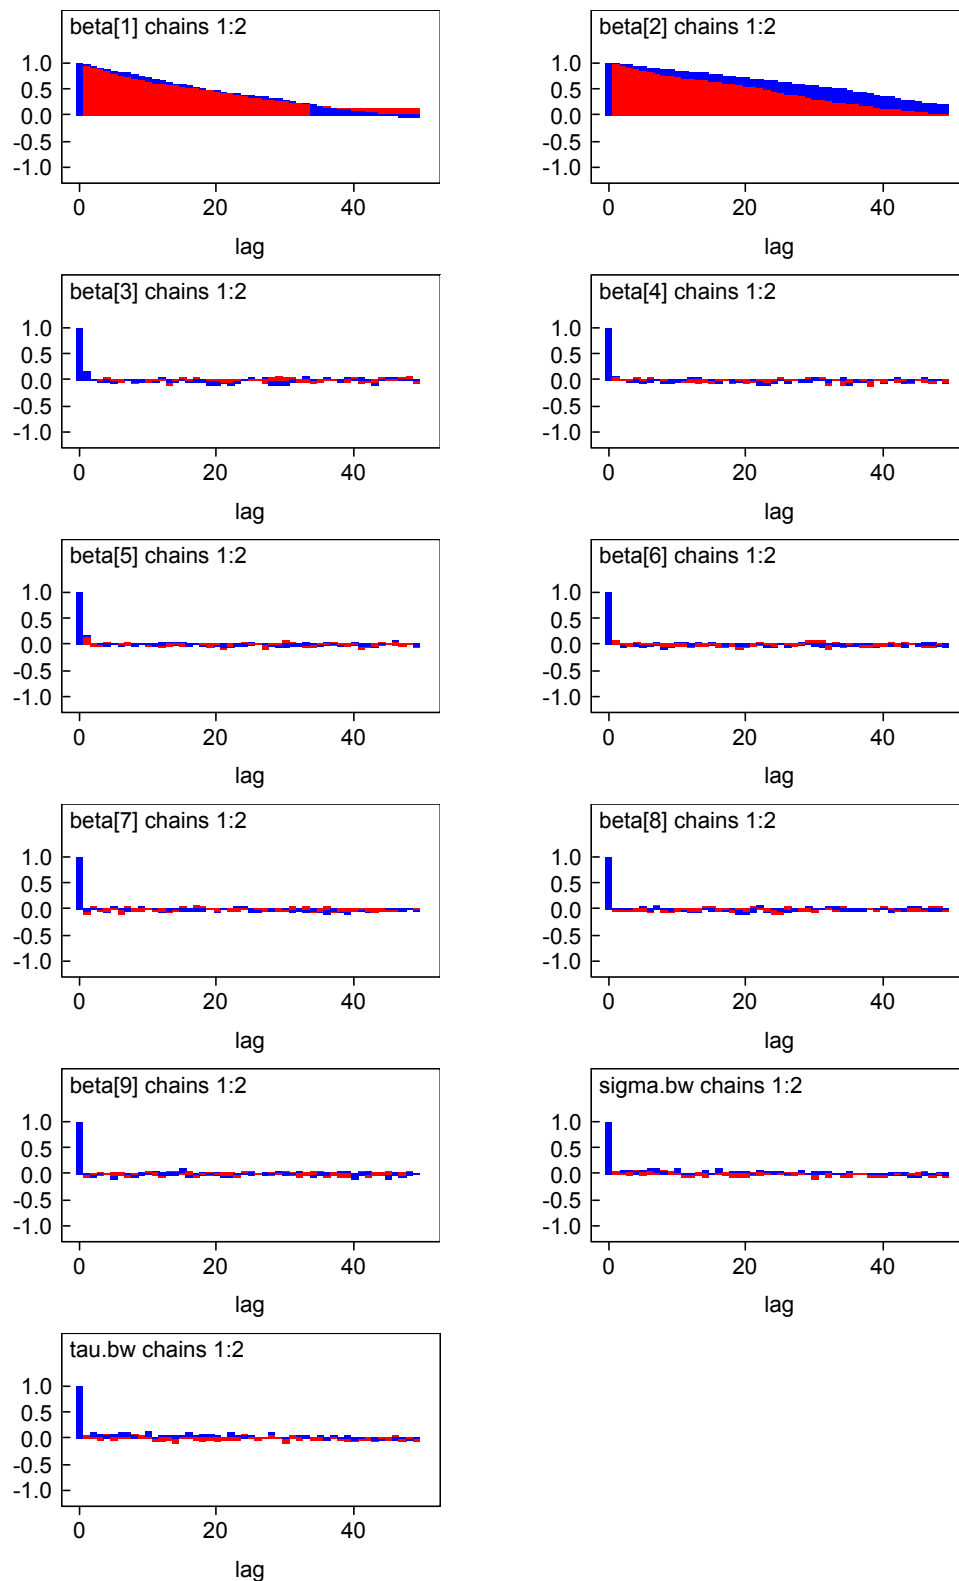 beta[1] chains 1:2
1.0
0.5
0.0
-0.5
-1.0
0 20 40
lag
beta[2] chains 1:2
1.0
0.5
0.0
-0.5
-1.0
0 20 40
lag
beta[3] chains 1:2
1.0
0.5
0.0
-0.5
-1.0
0 20 40
lag
beta[4] chains 1:2
1.0
0.5
0.0
-0.5
-1.0
0 20 40
lag
beta[5] chains 1:2
1.0
0.5
0.0
-0.5
-1.0
0 20 40
lag
beta[6] chains 1:2
1.0
0.5
0.0
-0.5
-1.0
0 20 40
lag
beta[7] chains 1:2
1.0
0.5
0.0
-0.5
-1.0
0 20 40
lag
beta[8] chains 1:2
1.0
0.5
0.0
-0.5
-1.0
0 20 40
lag
beta[9] chains 1:2
1.0
0.5
0.0
-0.5
-1.0
0 20 40
lag
sigma.bw chains 1:2
1.0
0.5
0.0
-0.5
-1.0
0 20 40
lag
tau.bw chains 1:2
1.0
0.5
0.0
-0.5
-1.0
0 20 40
lag